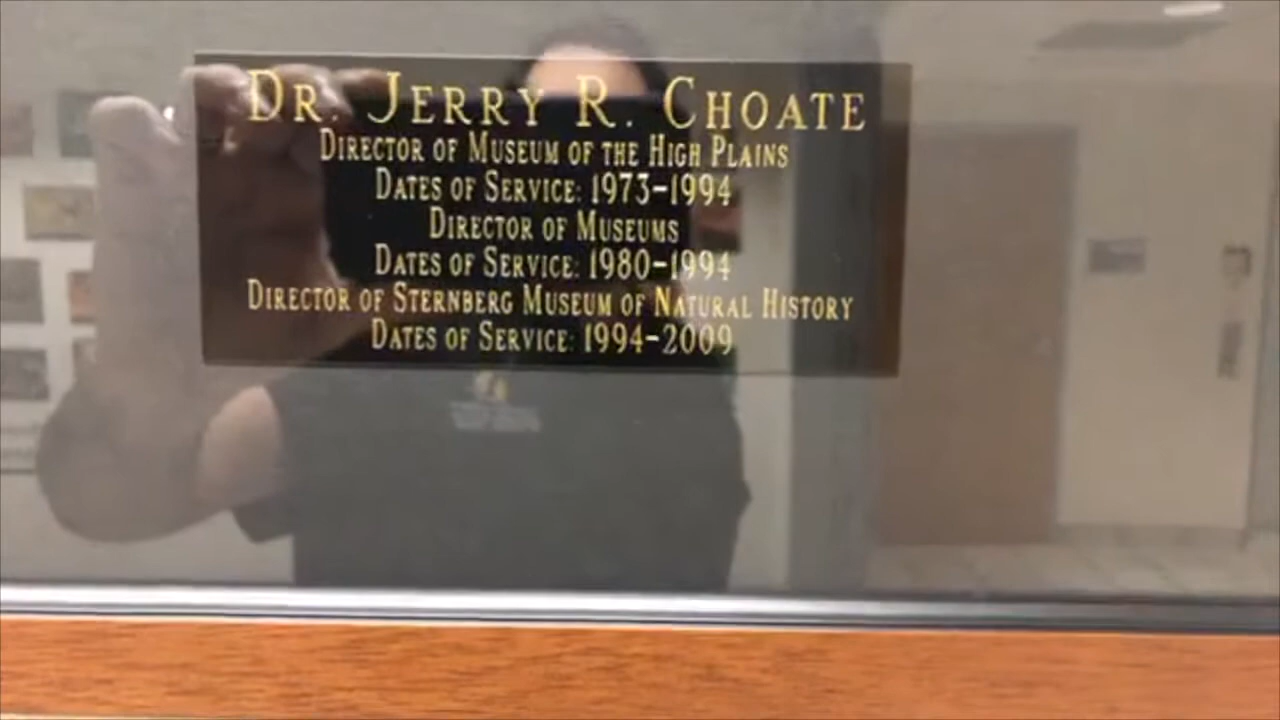 DR. JERRY R. CHOATE
DIRECTOR OF MUSEUM OF THE HIGH PLAINS
DATES OF SERVICE: 1973-1994
DIRECTOR OF MUSEUMS
DATES OF SERVICE: 1980-1994
DIRECTOR OF STERNBERG MUSEUM OF NATURAL HISTORY
DATES OF SERVICE: 1994-2009